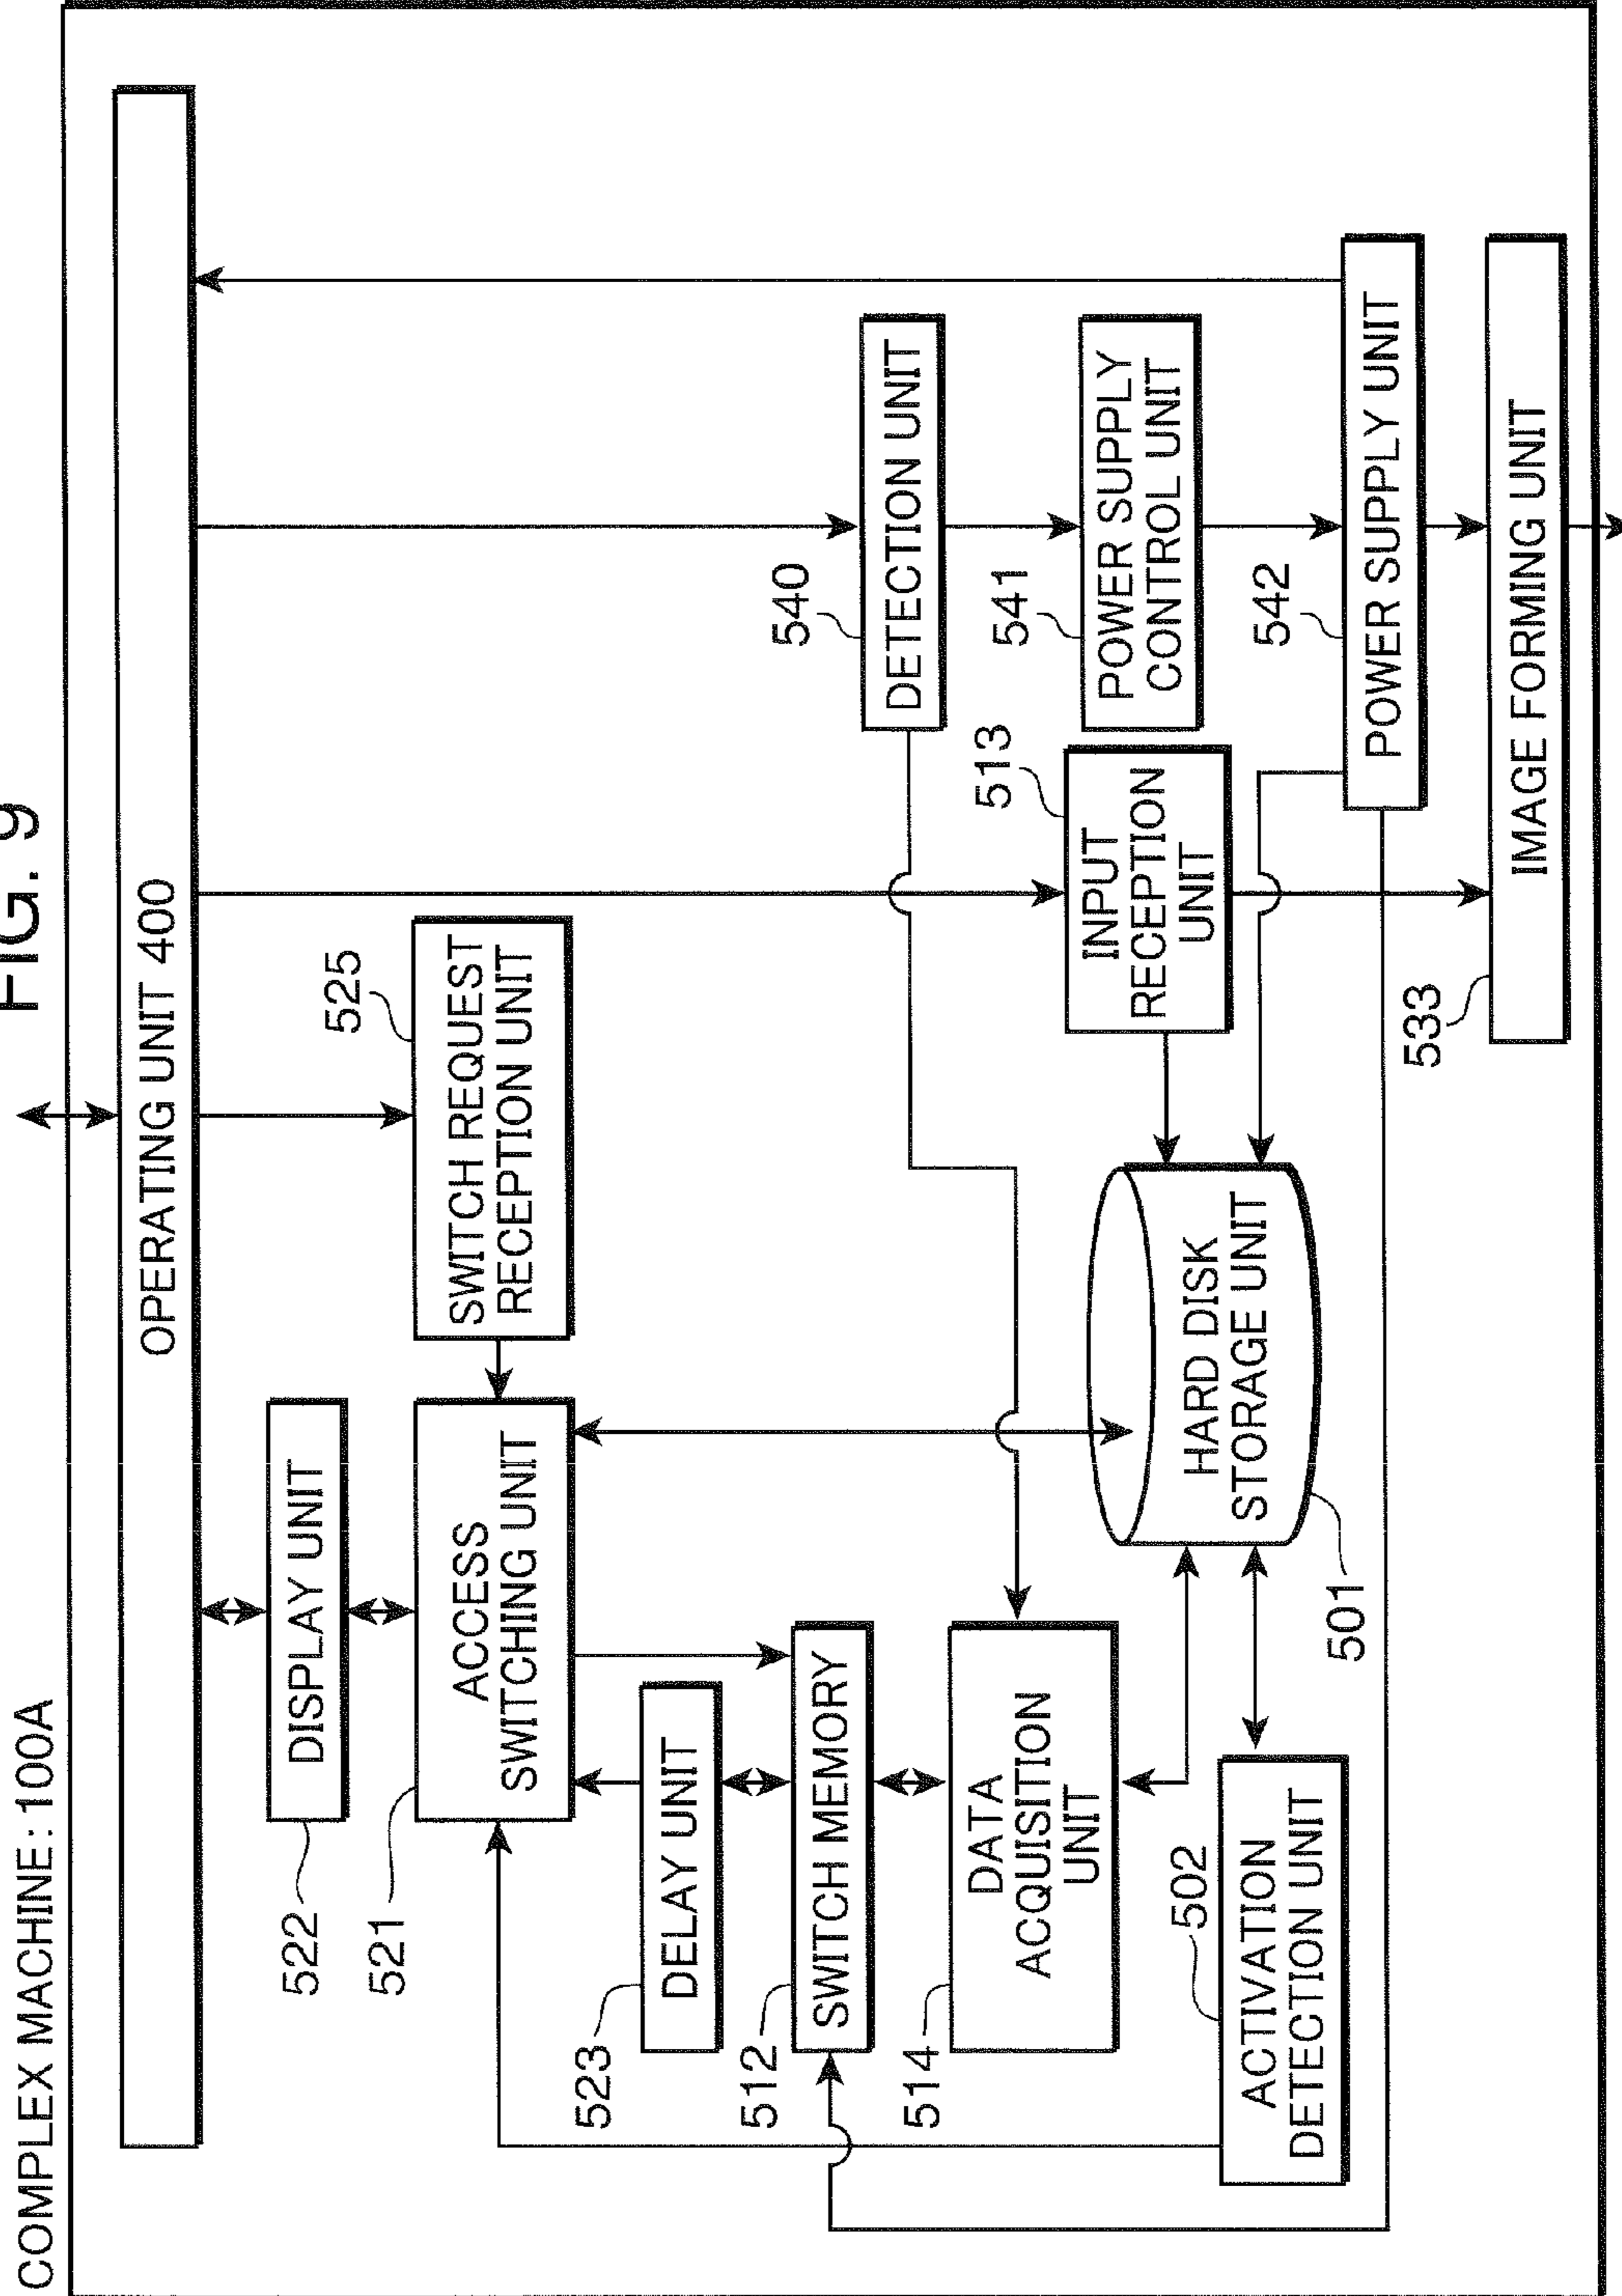 FIG. 9
COMPLEX MACHINE: 100A
OPERATING UNIT 400
522
DISPLAY UNIT
525
SWITCH REQUEST
RECEPTION UNIT
521
ACCESS
SWITCHING UNIT
523
DELAY UNIT
512
SWITCH MEMORY
540
DETECTION UNIT
514
DATA
ACQUISITION
UNIT
513
INPUT
RECEPTION
UNIT
541
POWER SUPPLY
CONTROL UNIT
HARD DISK
STORAGE UNIT
501
502
ACTIVATION
DETECTION UNIT
542
POWER SUPPLY UNIT
533
IMAGE FORMING UNIT